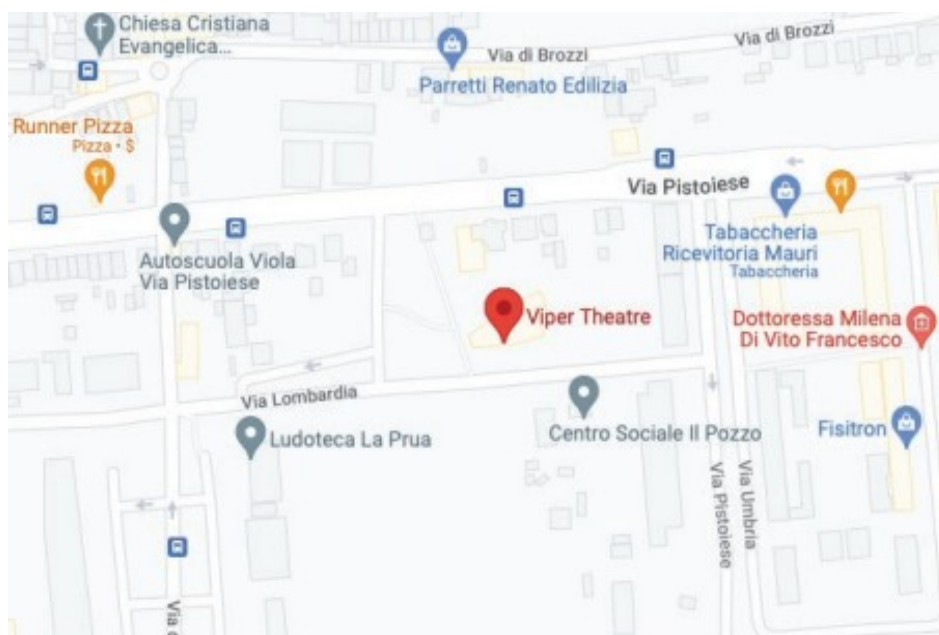 Chiesa Cristiana
Evangelica...
Via di Brozzi
Via di Brozzi
Parretti Renato Edilizia
Runner Pizza
Pizza • $
Via Pistoiese
Tabaccheria
Ricevitoria Mauri
Tabaccheria
Autoscuola Viola
Via Pistoiese
Viper Theatre
Dottoressa Milena
Di Vito Francesco
Via Lombardia
Ludoteca La Prua
Centro Sociale Il Pozzo
Fisitron
Via Pistoiese
Via Umbria
Via